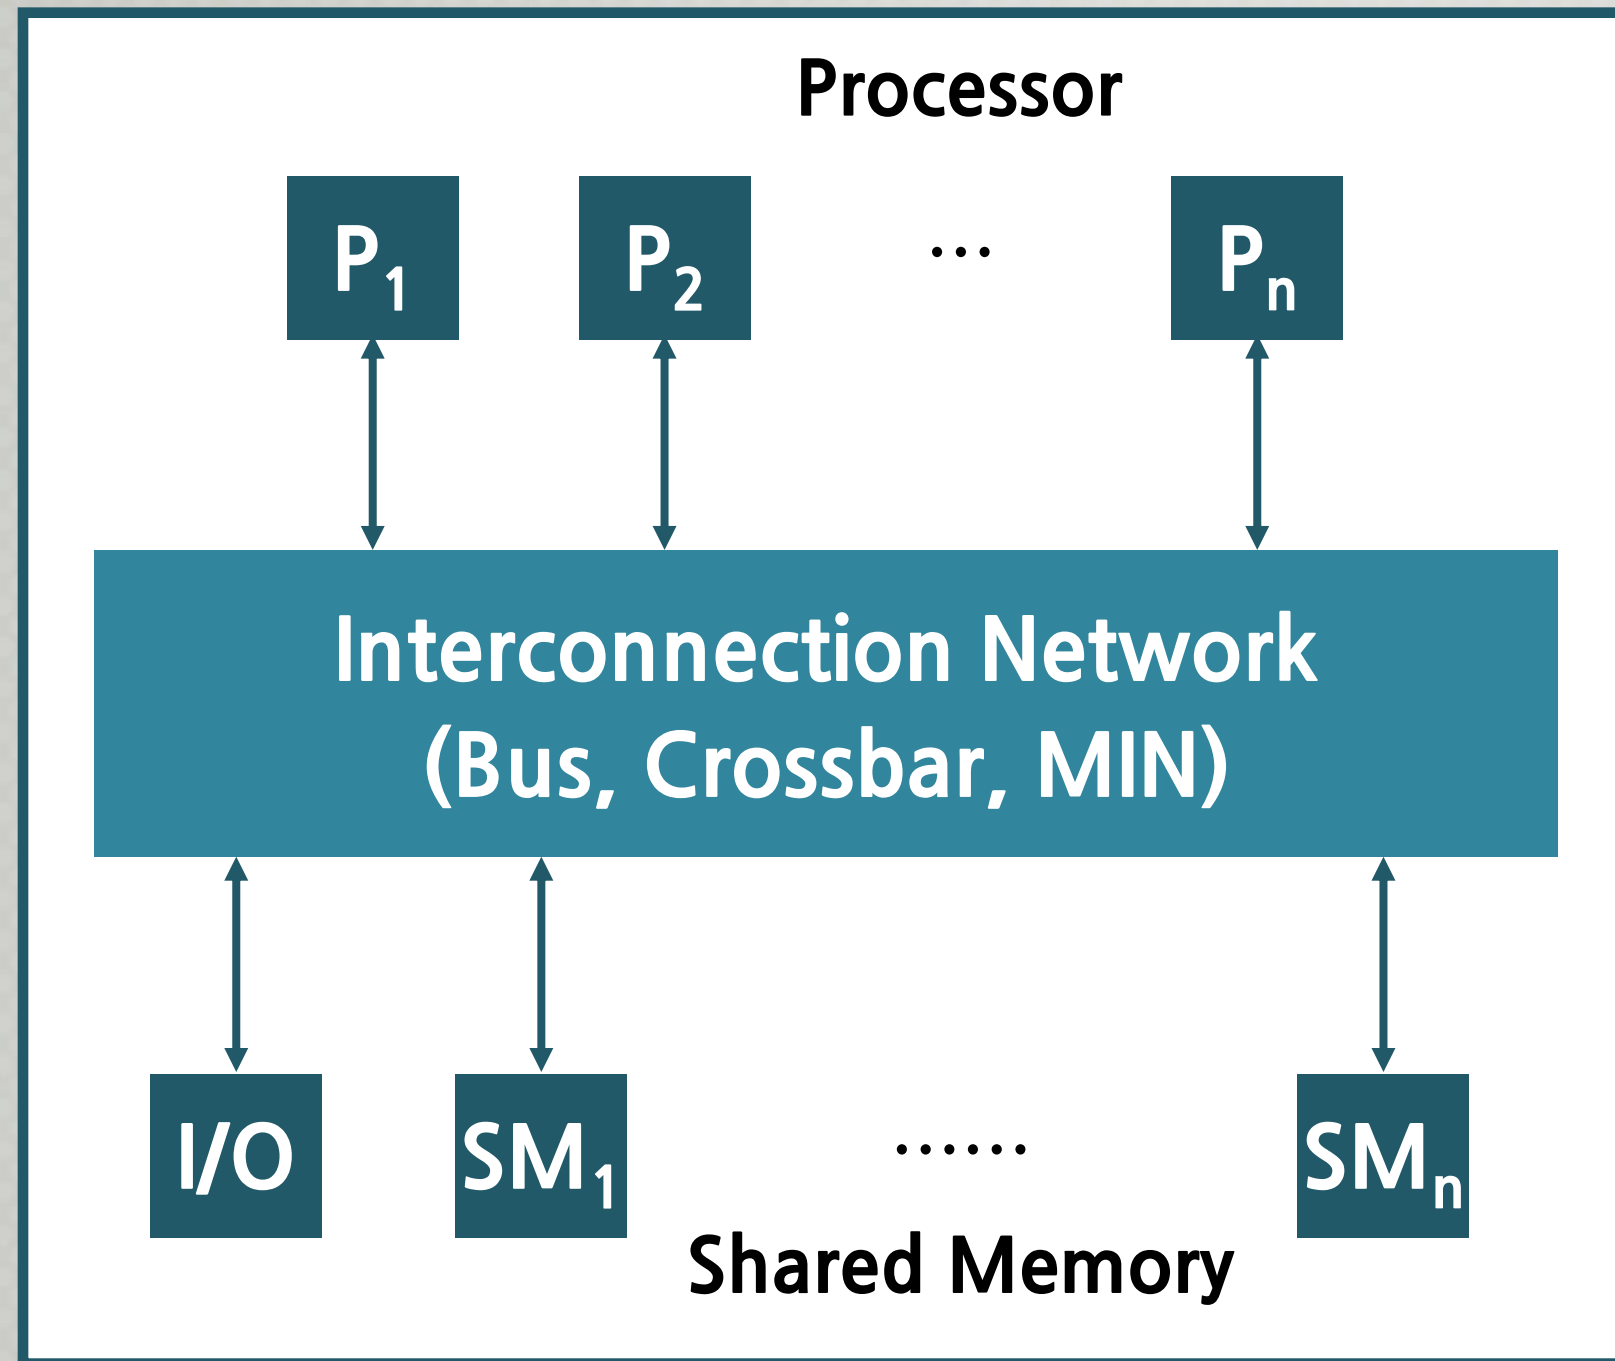 Processor
P₁ P₂ ... Pₙ
Interconnection Network
(Bus, Crossbar, MIN)
I/O SM₁ ...... SMₙ
Shared Memory